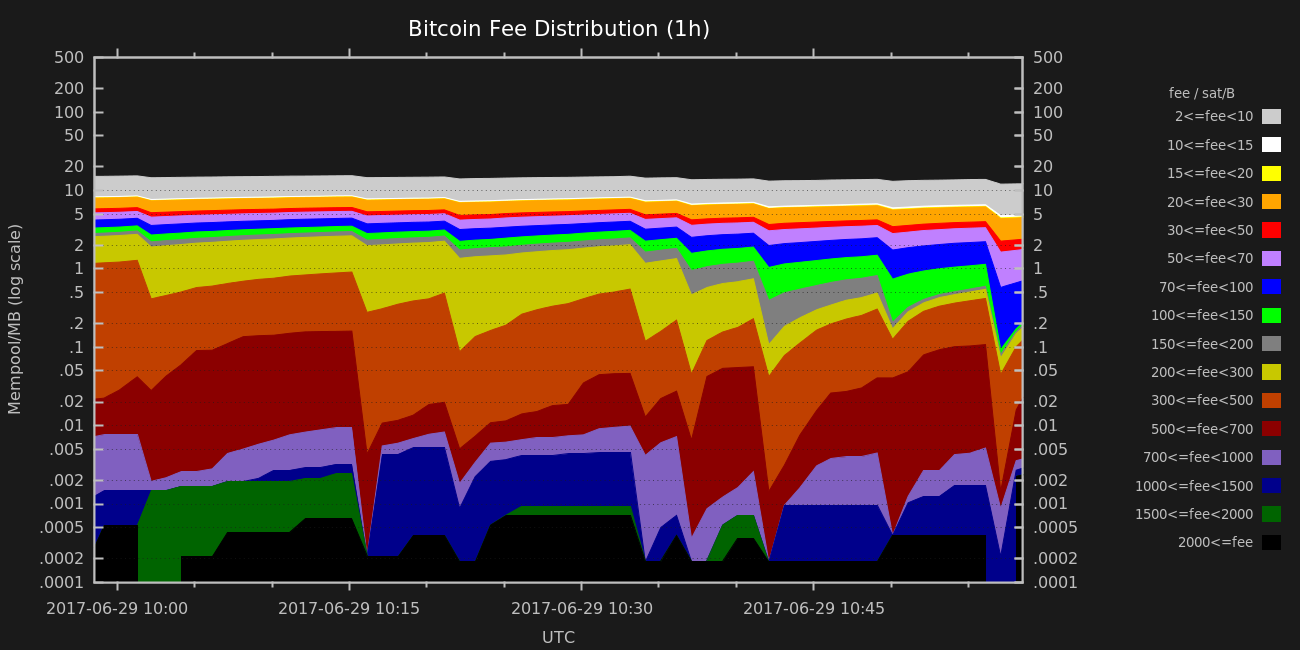 Bitcoin Fee Distribution (1h)
500
200
100
50
20
10
5
2
1
.5
.2
.1
.05
.02
.01
.005
.002
.001
.0005
.0002
.0001
Mempool/MB (log scale)
500
200
100
50
20
10
5
2
1
.5
.2
.1
.05
.02
.01
.005
.002
.001
.0005
.0002
.0001
2017-06-29 10:00
2017-06-29 10:15
2017-06-29 10:30
2017-06-29 10:45
UTC
fee / sat/B
2<=fee<10
10<=fee<15
15<=fee<20
20<=fee<30
30<=fee<50
50<=fee<70
70<=fee<100
100<=fee<150
150<=fee<200
200<=fee<300
300<=fee<500
500<=fee<700
700<=fee<1000
1000<=fee<1500
1500<=fee<2000
2000<=fee